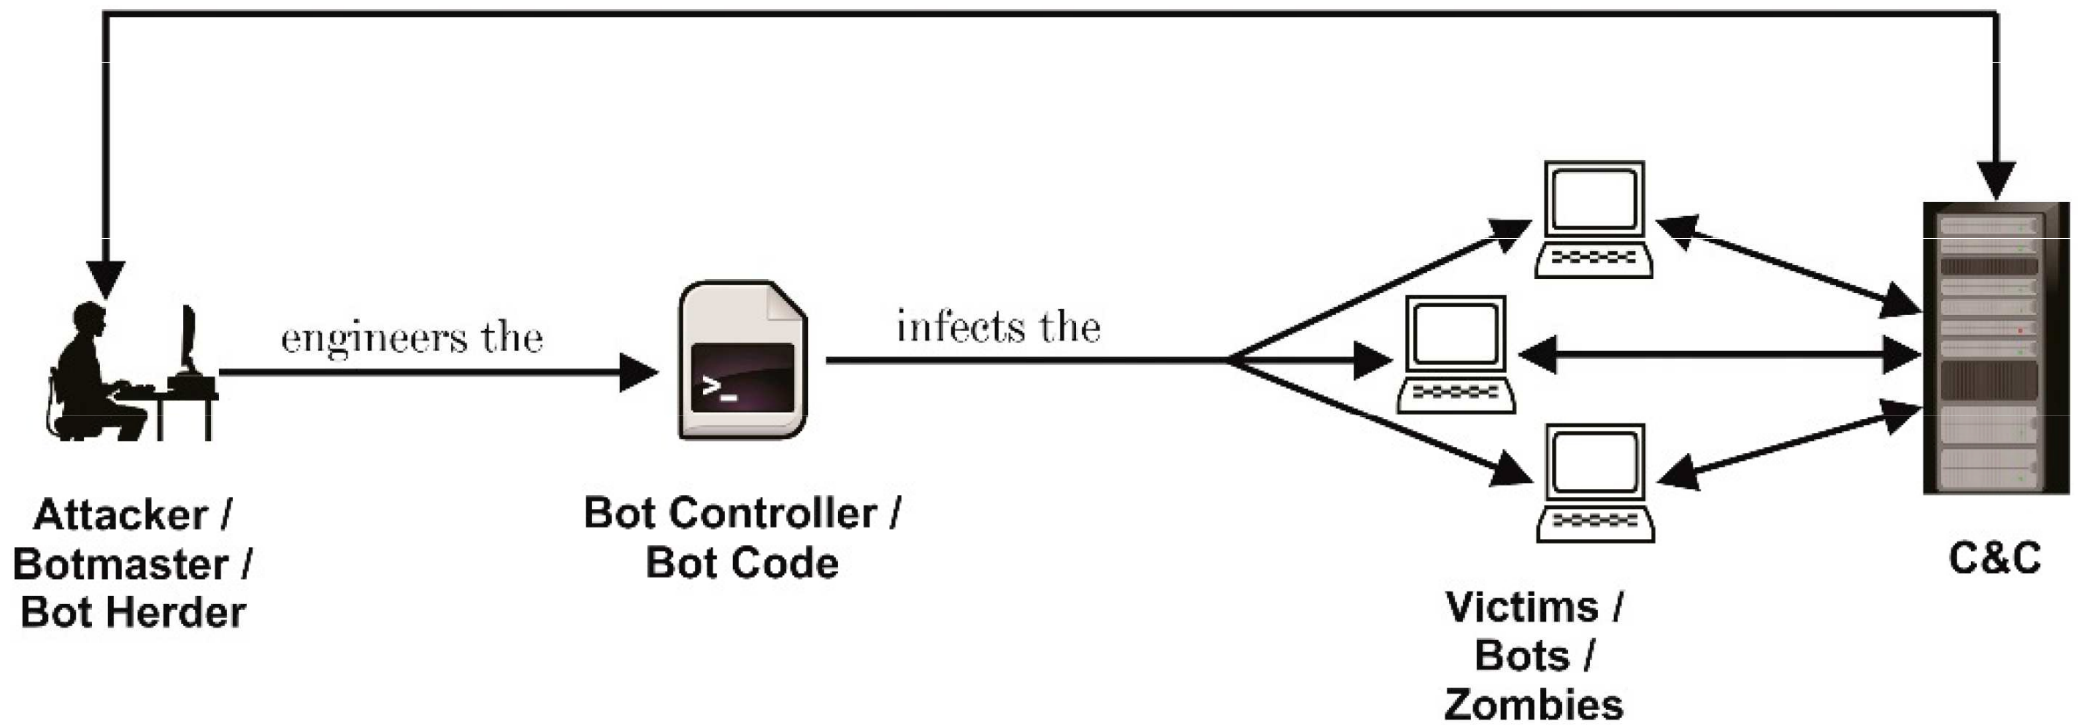 engineers the
infects the
>_
Attacker /
Botmaster /
Bot Herder
Bot Controller /
Bot Code
Victims /
Bots /
Zombies
C&C